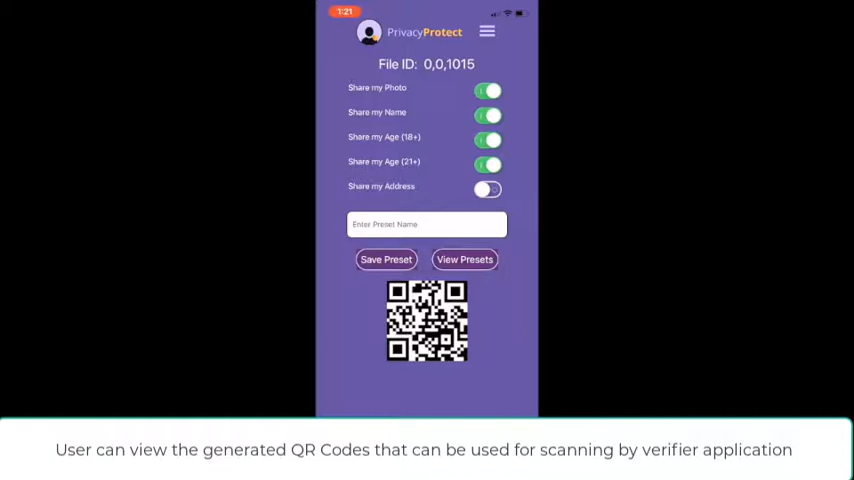 1:21
PrivacyProtect
File ID: 0,0,1015
Share my Photo
Share my Name
Share my Age (18+)
Share my Age (21+)
Share my Address
Enter Preset Name
Save Preset View Presets
User can view the generated QR Codes that can be used for scanning by verifier application